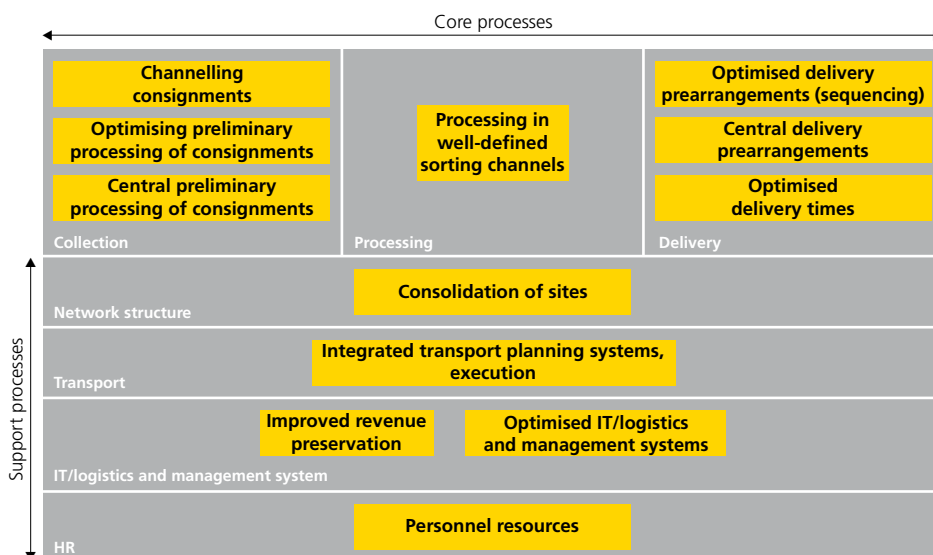 Core processes
Channelling
consignments
Optimising preliminary
processing of consignments
Central preliminary
processing of consignments
Collection
Processing in
well-defined
sorting channels
Processing
Optimised delivery
prearrangements (sequencing)
Central delivery
prearrangements
Optimised
delivery times
Delivery
Support processes
Consolidation of sites
Network structure
Integrated transport planning systems,
execution
Transport
Improved revenue
preservation
Optimised IT/logistics
and management systems
IT/logistics and management system
Personnel resources
HR